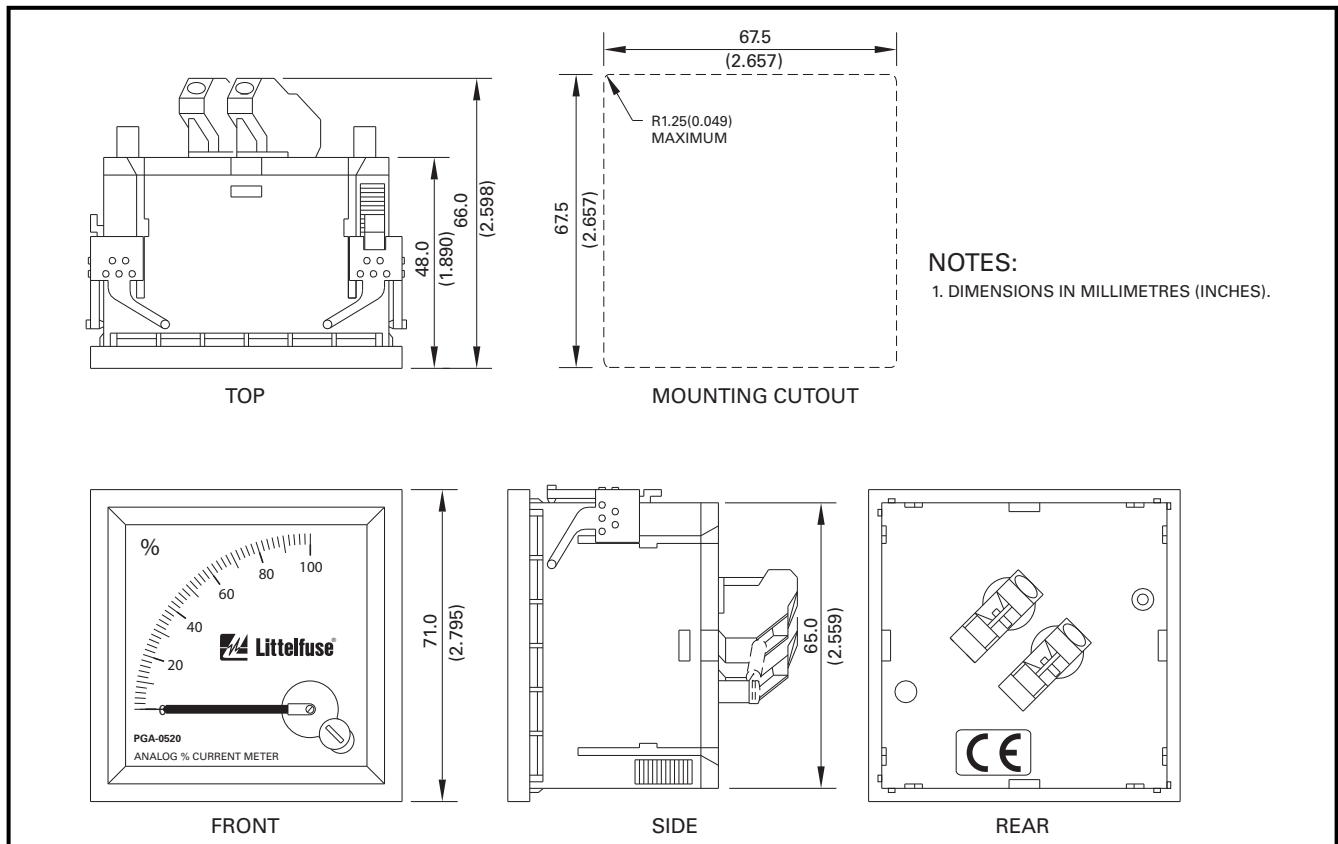 67.5
(2.657)
R1.25(0.049)
MAXIMUM
66.0
(2.598)
48.0
(1.890)
67.5
(2.657)
NOTES:
1. DIMENSIONS IN MILLIMETRES (INCHES).
TOP
MOUNTING CUTOUT
%
20
40
60
80
100
Littelfuse®
PGA-0520
ANALOG % CURRENT METER
71.0
(2.795)
65.0
(2.559)
CE
FRONT
SIDE
REAR